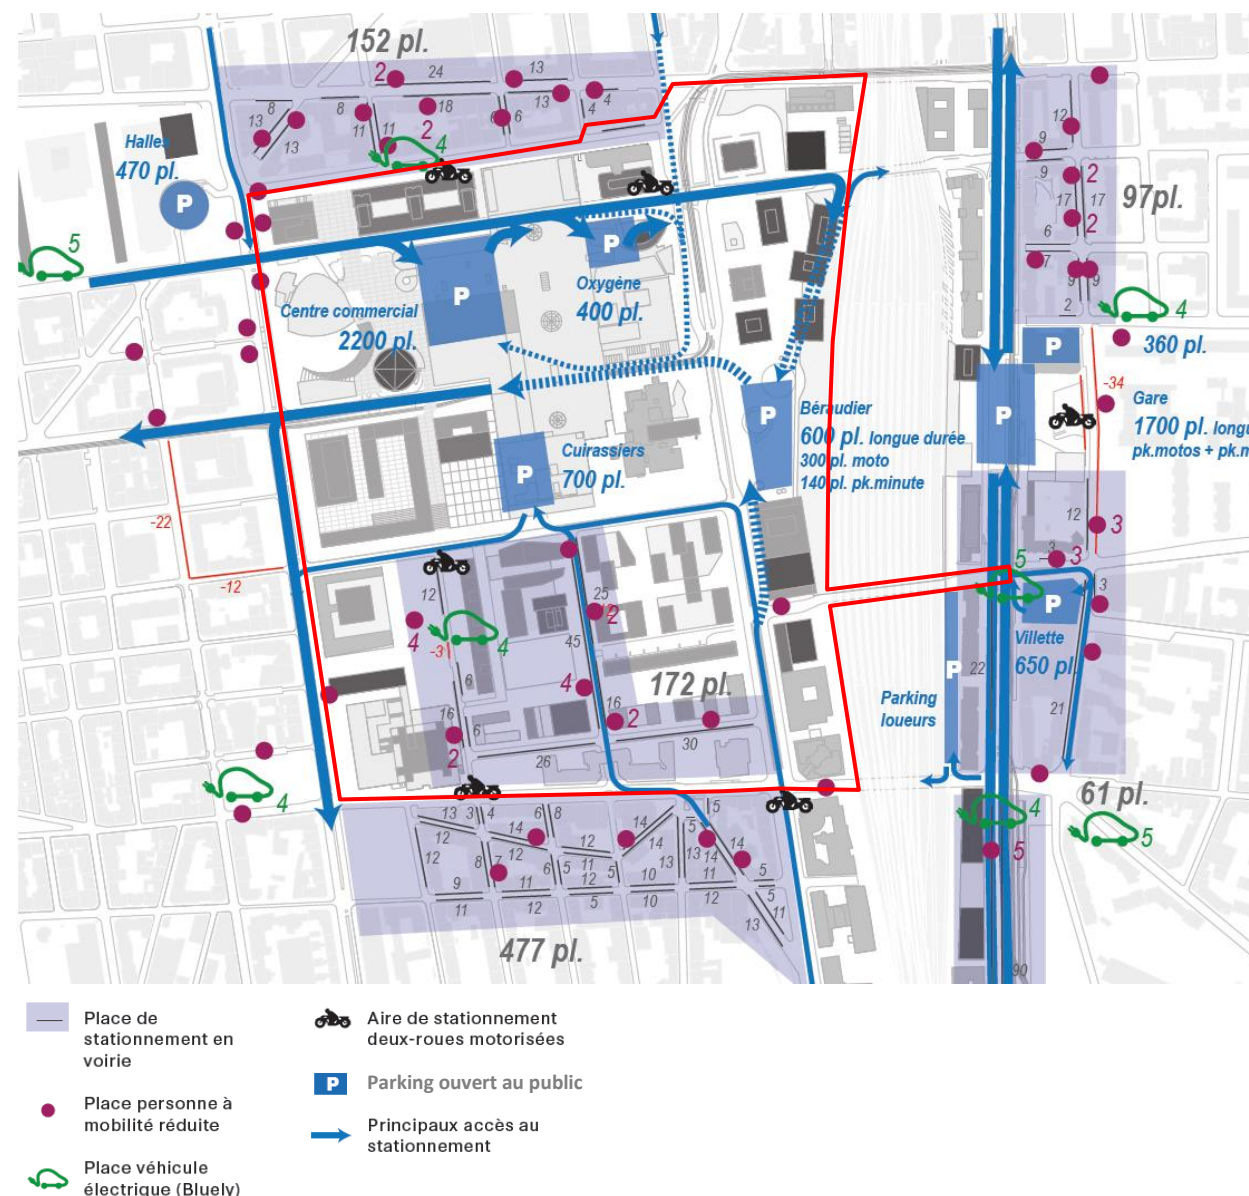 152 pl.
2
24
13
8
8
18
13
6
6
4
4
13
11
11
2
13
4
Halles
470 pl.
P
5
12
9
9
2
17
17
2
97pl.
6
7
9
9
2
4
P
P
Oxygène
400 pl.
Centre commercial
2200 pl.
360 pl.
P
-34
P
P
Béraudier
600 pl. longue durée
300 pl. moto
140 pl. pk.minute
Gare
1700 pl. longu
pk.motos + pk.m
Cuirassiers
700 pl.
P
-22
-12
12
3
3
3
5
3
P
Villette
650 pl.
12
4
-3
4
25
2
45
6
4
16
6
2
16
2
172 pl.
30
26
P
22
21
Parking
loueurs
4
61 pl.
4
5
5
13
3
4
6
8
14
12
12
12
12
14
14
5
5
13
14
14
8
7
6
5
11
5
13
12
9
11
10
11
5
11
12
5
10
12
5
11
13
477 pl.
90
Place de
stationnement en
voirie
Place personne à
mobilité réduite
Place véhicule
électrique (Bluely)
Aire de stationnement
deux-roues motorisées
P
Parking ouvert au public
Principaux accès au
stationnement